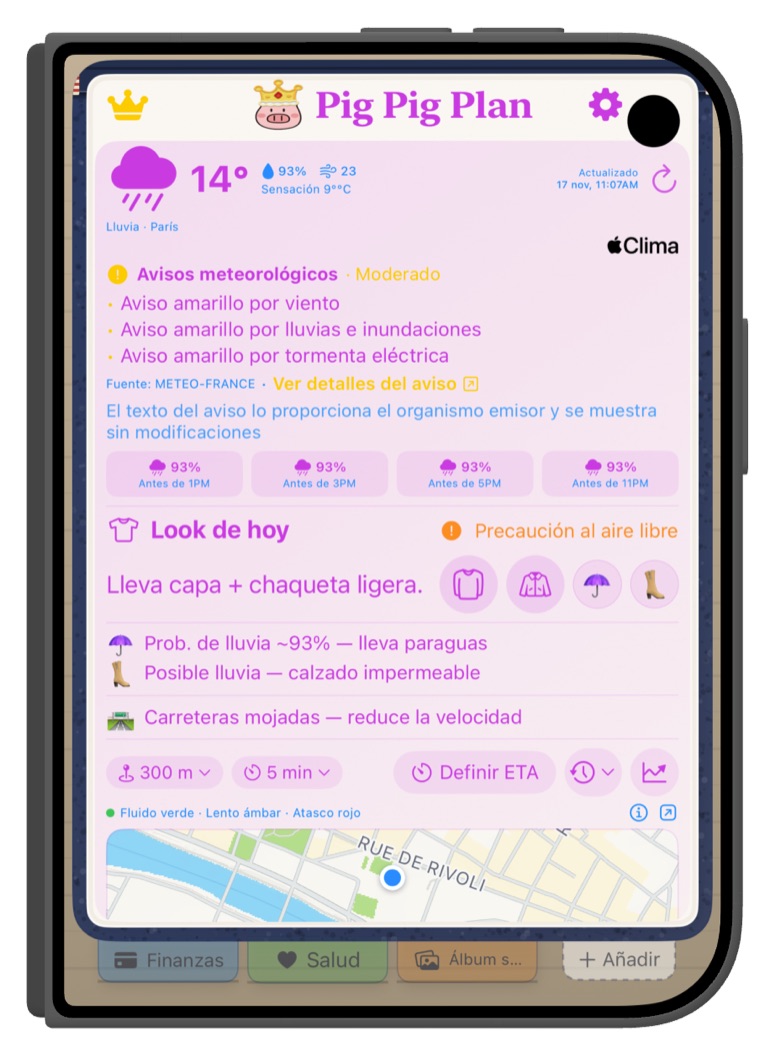 Pig Pig Plan
14° 93% 23
Sensación 9°°C
Actualizado
17 nov, 11:07AM
Lluvia · París
Clima
Avisos meteorológicos · Moderado
· Aviso amarillo por viento
· Aviso amarillo por lluvias e inundaciones
· Aviso amarillo por tormenta eléctrica
Fuente: METEO-FRANCE · Ver detalles del aviso
El texto del aviso lo proporciona el organismo emisor y se muestra
sin modificaciones
93% 93% 93% 93%
Antes de 1PM Antes de 3PM Antes de 5PM Antes de 11PM
Look de hoy Precaución al aire libre
Lleva capa + chaqueta ligera.
Prob. de lluvia ~93% — lleva paraguas
Posible lluvia — calzado impermeable
Carreteras mojadas — reduce la velocidad
300 m 5 min Definir ETA
Fluido verde · Lento ámbar · Atasco rojo
RUE DE RIVOLI
Finanzas Salud Álbum s... + Añadir